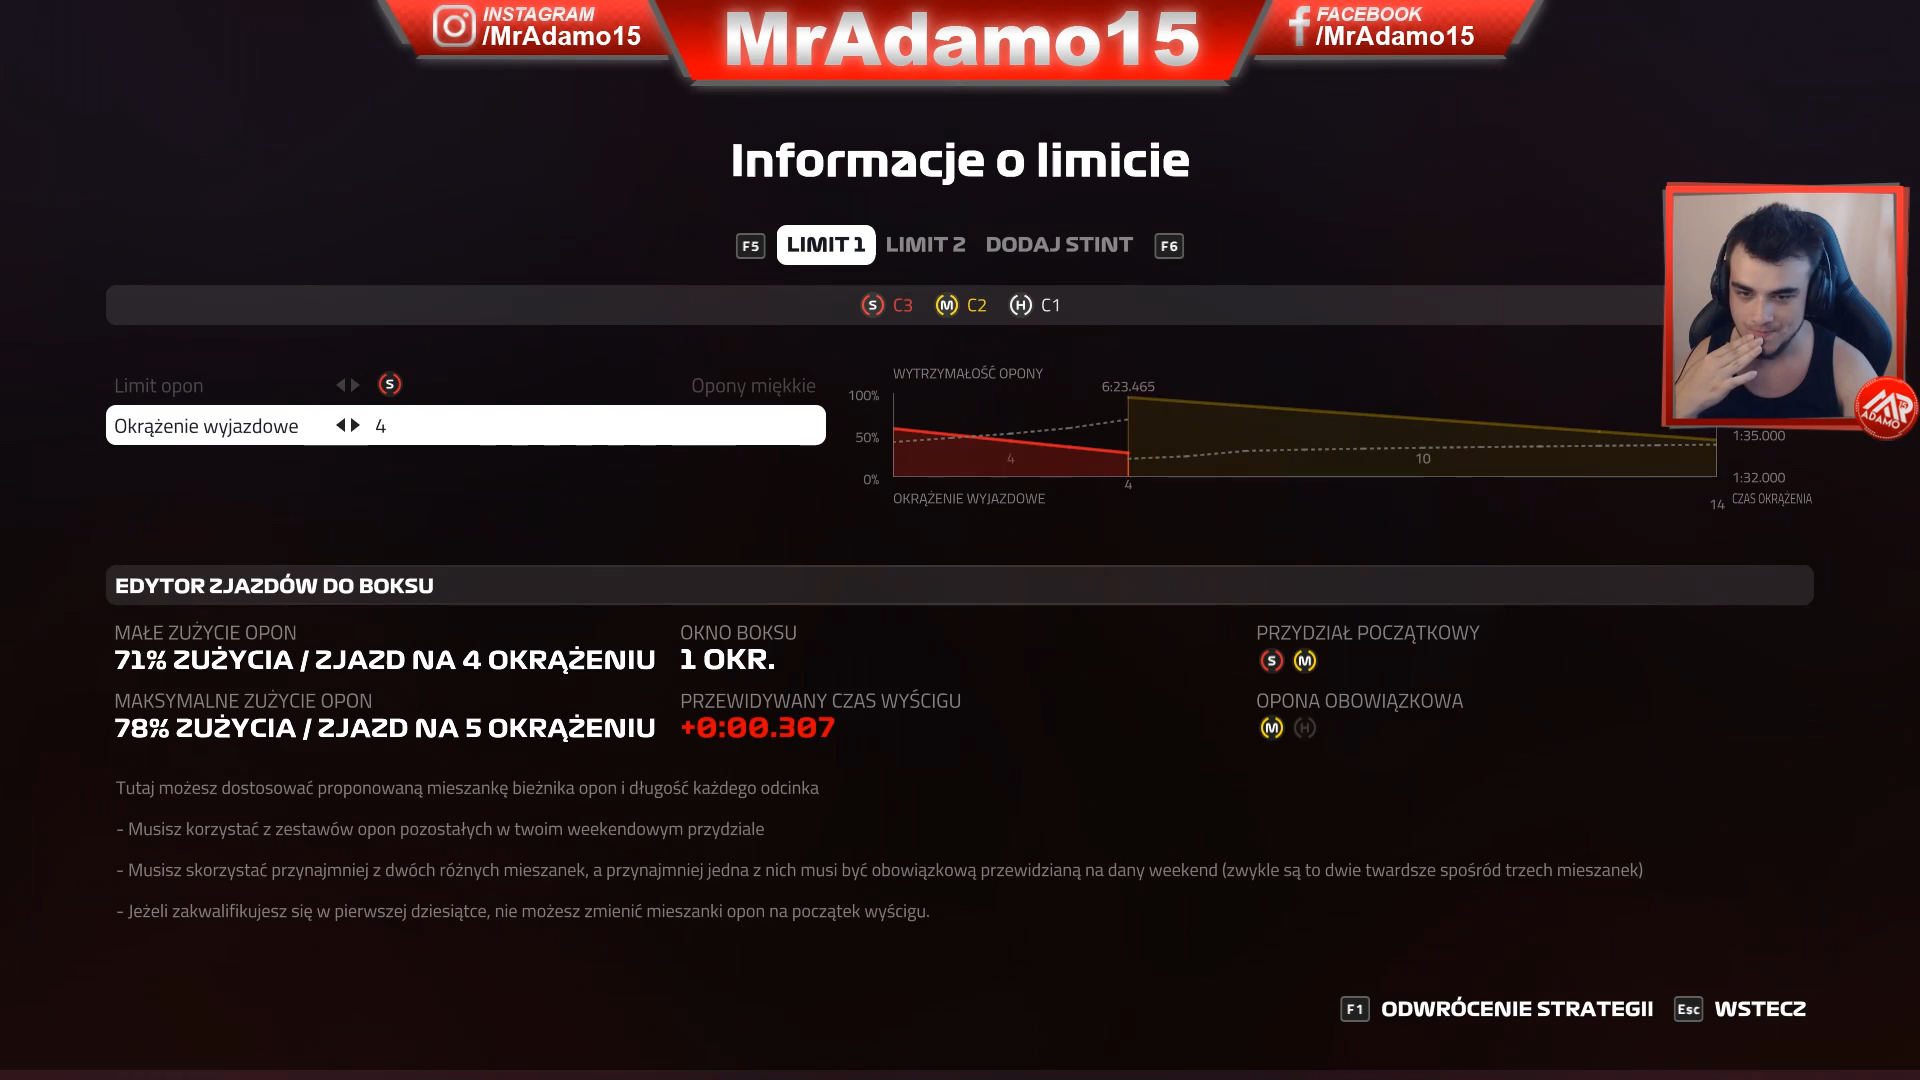 INSTAGRAM
/MrAdamo15
MrAdamo15
FACEBOOK
/MrAdamo15
Informacje o limicie
F5 LIMIT 1 LIMIT 2 DODAJ STINT F6
S C3 M C2 H C1
Limit opon S Opony miękkie
Okrążenie wyjazdowe 4
WYTRZYMAŁOŚĆ OPONY
6:23.465
100%
50%
0%
4
10
4
14
1:35.000
1:32.000
OKRĄŻENIE WYJAZDOWE
CZAS OKRĄŻENIA
ADAMO
EDYTOR ZJAZDÓW DO BOKSU
MAŁE ZUŻYCIE OPON
71% ZUŻYCIA / ZJAZD NA 4 OKRĄŻENIU
MAKSYMALNE ZUŻYCIE OPON
78% ZUŻYCIA / ZJAZD NA 5 OKRĄŻENIU
OKNO BOKSU
1 OKR.
PRZEWIDYWANY CZAS WYŚCIGU
+0:00.307
PRZYDZIAŁ POCZĄTKOWY
S M
OPONA OBOWIĄZKOWA
M H
Tutaj możesz dostosować proponowaną mieszankę bieżnika opon i długość każdego odcinka
- Musisz korzystać z zestawów opon pozostałych w twoim weekendowym przydziale
- Musisz skorzystać przynajmniej z dwóch różnych mieszanek, a przynajmniej jedna z nich musi być obowiązkową przewidzianą na dany weekend (zwykle są to dwie twardsze spośród trzech mieszanek)
- Jeżeli zakwalifikujesz się w pierwszej dziesiątce, nie możesz zmienić mieszanki opon na początek wyścigu.
F1 ODWRÓCENIE STRATEGII Esc WSTECZ